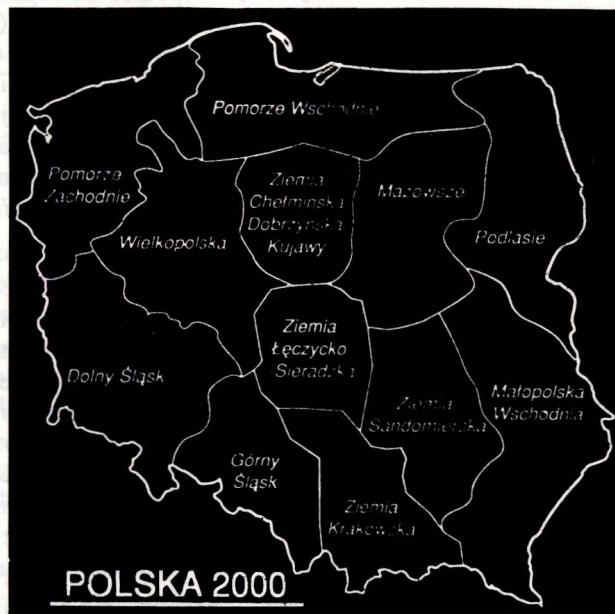 Pomorze Wschodnie
Pomorze
Zachodnie
Ziemia
Chełmińska
Dobrzyńska
Kujawy
Mazowsze
Wielkopolska
Podlasie
Ziemia
Łęczycko
-Sieradzka
Dolny Śląsk
Małopolska
Wschodnia
Ziemia
Sandomierska
Górny
Śląsk
Ziemia
Krakowska
POLSKA 2000